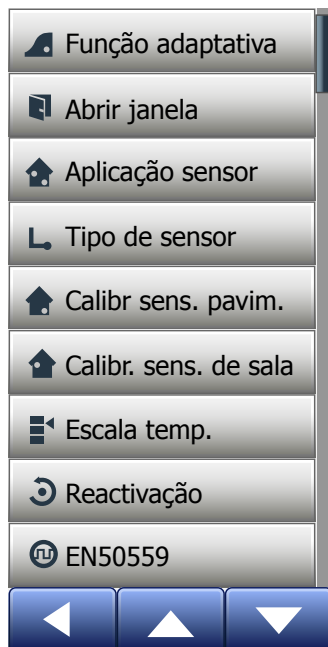 Função adaptativa
Abrir janela
Aplicação sensor
Tipo de sensor
Calibr sens. pavim.
Calibr. sens. de sala
Escala temp.
Reactivação
EN50559